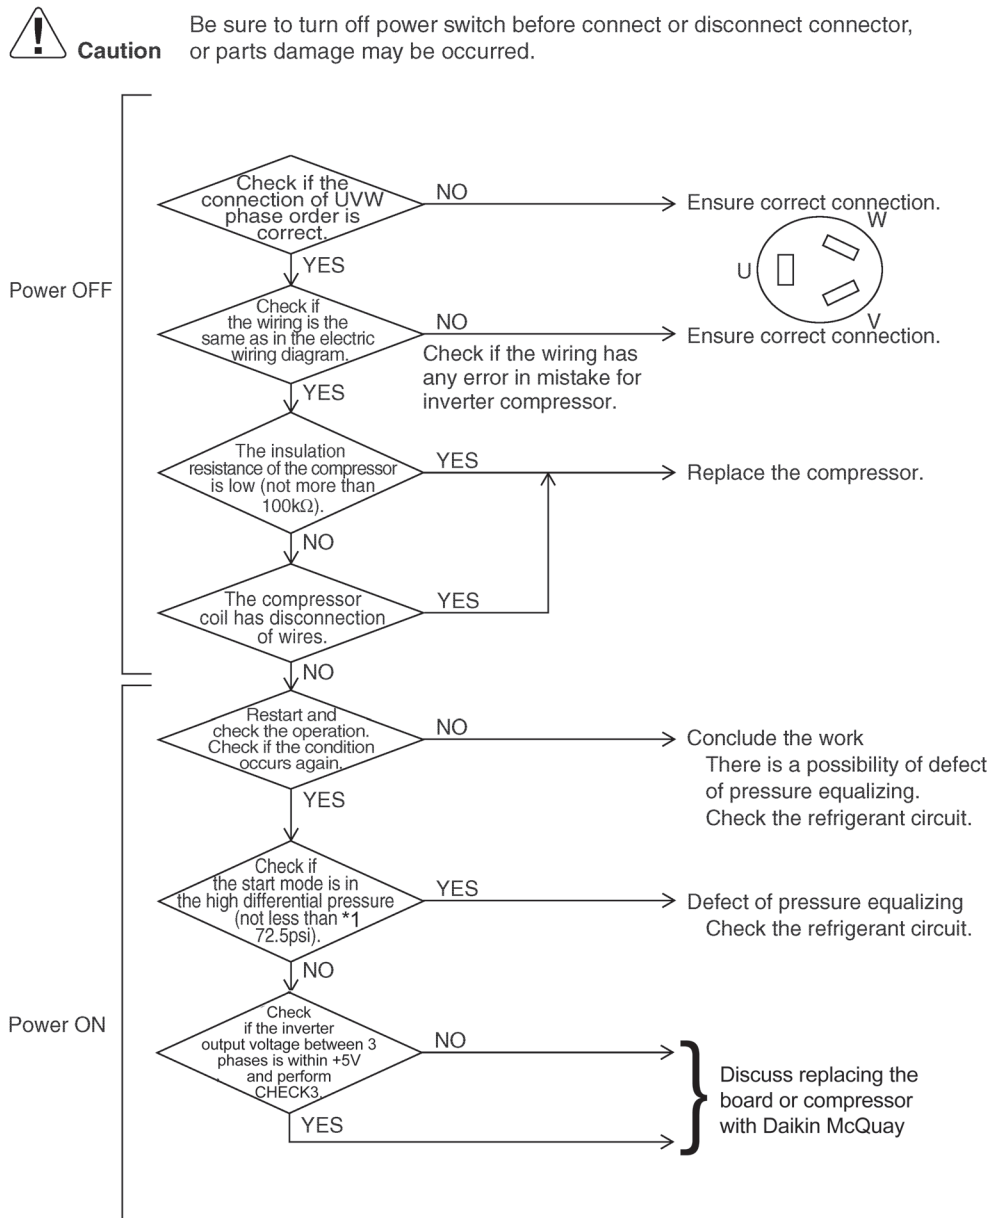 Be sure to turn off power switch before connect or disconnect connector,
Caution or parts damage may be occurred.
Check if the
connection of UVW
phase order is
correct.
NO
Ensure correct connection.
W
U
V
YES
Power OFF
Check if
the wiring is the
same as in the electric
wiring diagram.
NO
Check if the wiring has
any error in mistake for
inverter compressor.
Ensure correct connection.
YES
The insulation
resistance of the compressor
is low (not more than
100kΩ).
YES
Replace the compressor.
NO
The compressor
coil has disconnection
of wires.
YES
NO
Restart and
check the operation.
Check if the condition
occurs again.
NO
Conclude the work
There is a possibility of defect
of pressure equalizing.
Check the refrigerant circuit.
YES
Check if
the start mode is in
the high differential pressure
(not less than *1
72.5psi).
YES
Defect of pressure equalizing
Check the refrigerant circuit.
NO
Power ON
Check
if the inverter
output voltage between 3
phases is within +5V
and perform
CHECK3.
NO
YES
Discuss replacing the
board or compressor
with Daikin McQuay